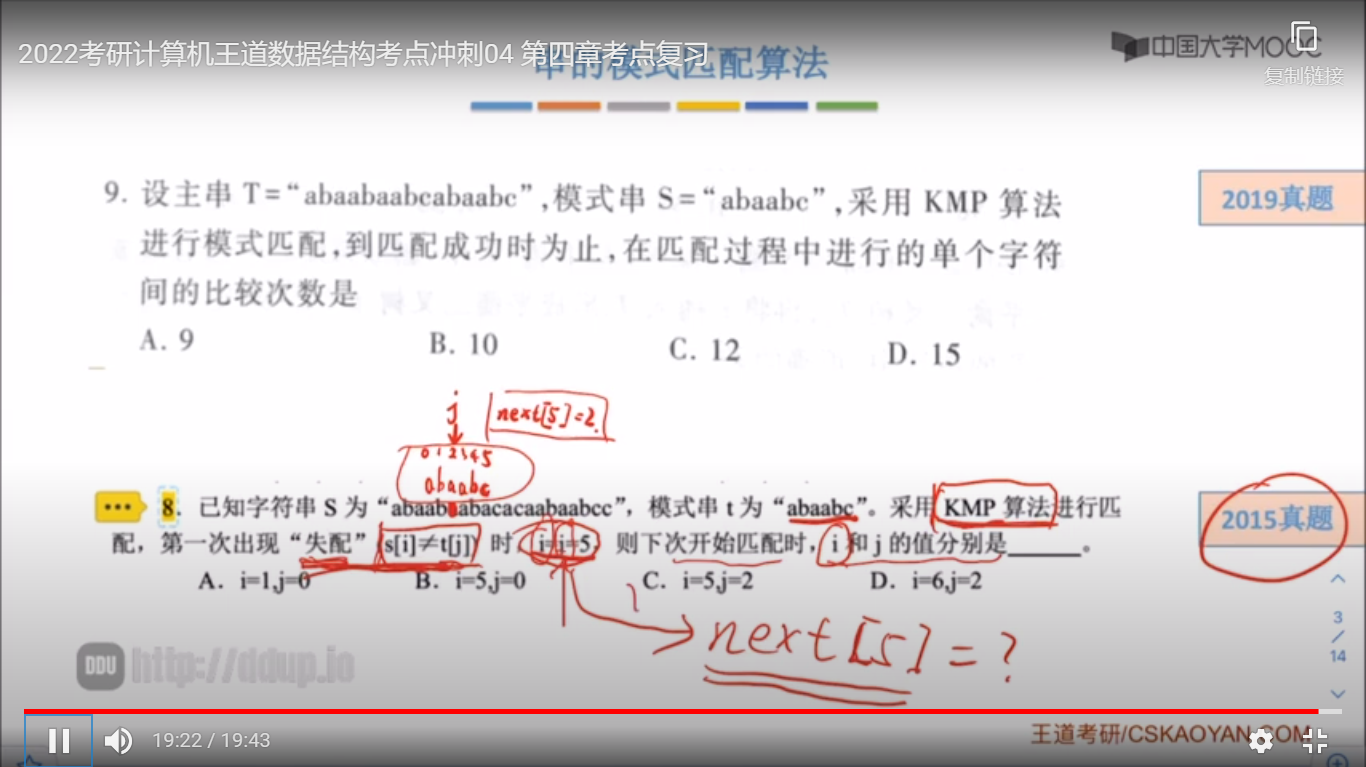 2022考研计算机王道数据结构考点冲刺04 第四章考点复习
串的模式匹配算法
中国大学MOOC
复制链接
9. 设主串 T=“abaabaabcabaabc”,模式串 S=“abaabc”,采用 KMP 算法
进行模式匹配,到匹配成功时为止,在匹配过程中进行的单个字符
间的比较次数是
A. 9 B. 10 C. 12 D. 15
2019真题
j
next[5]=2
0 1 2 3 4 5
abaabc
8. 已知字符串 S 为“abaabaabacacaabaabcc”，模式串 t 为“abaabc”。采用 KMP 算法进行匹
配，第一次出现“失配”(s[i]≠t[j]) 时，i=j=5，则下次开始匹配时，i 和 j 的值分别是______。
A. i=1,j=0 B. i=5,j=0 C. i=5,j=2 D. i=6,j=2
2015真题
next[5]=?
3
/
14
DDU http://ddup.io
王道考研/CSKAOYAN.COM
19:22 / 19:43